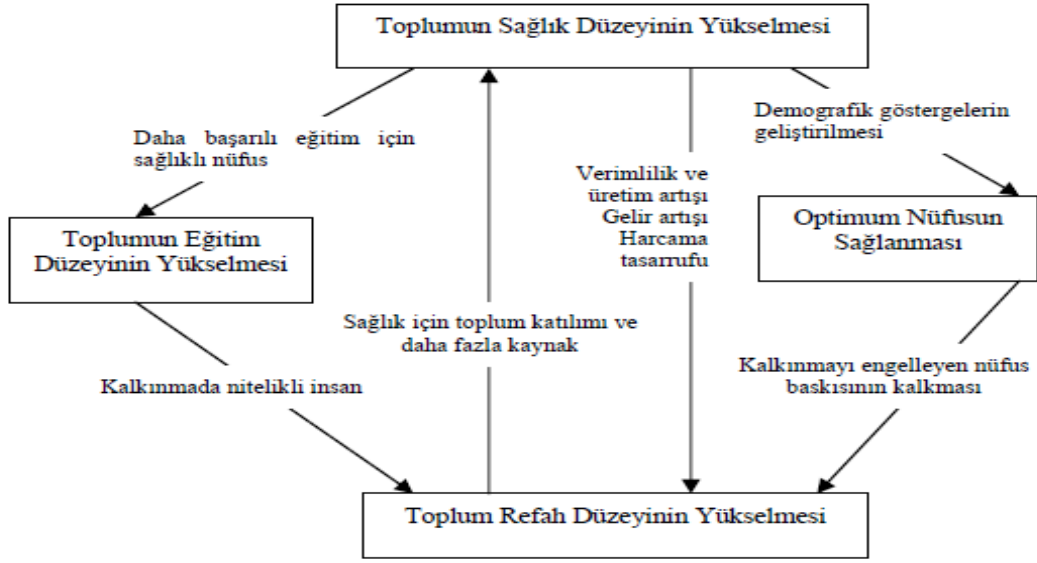 Toplumun Sağlık Düzeyinin Yükselmesi
Daha başarılı eğitim için
sağlıklı nüfus
Demografik göstergelerin
geliştirilmesi
Verimlilik ve
üretim artışı
Gelir artışı
Harcama
tasarrufu
Toplumun Eğitim
Düzeyinin Yükselmesi
Optimum Nüfusun
Sağlanması
Sağlık için toplum katılımı ve
daha fazla kaynak
Kalkınmada nitelikli insan
Kalkınmayı engelleyen nüfus
baskısının kalkması
Toplum Refah Düzeyinin Yükselmesi